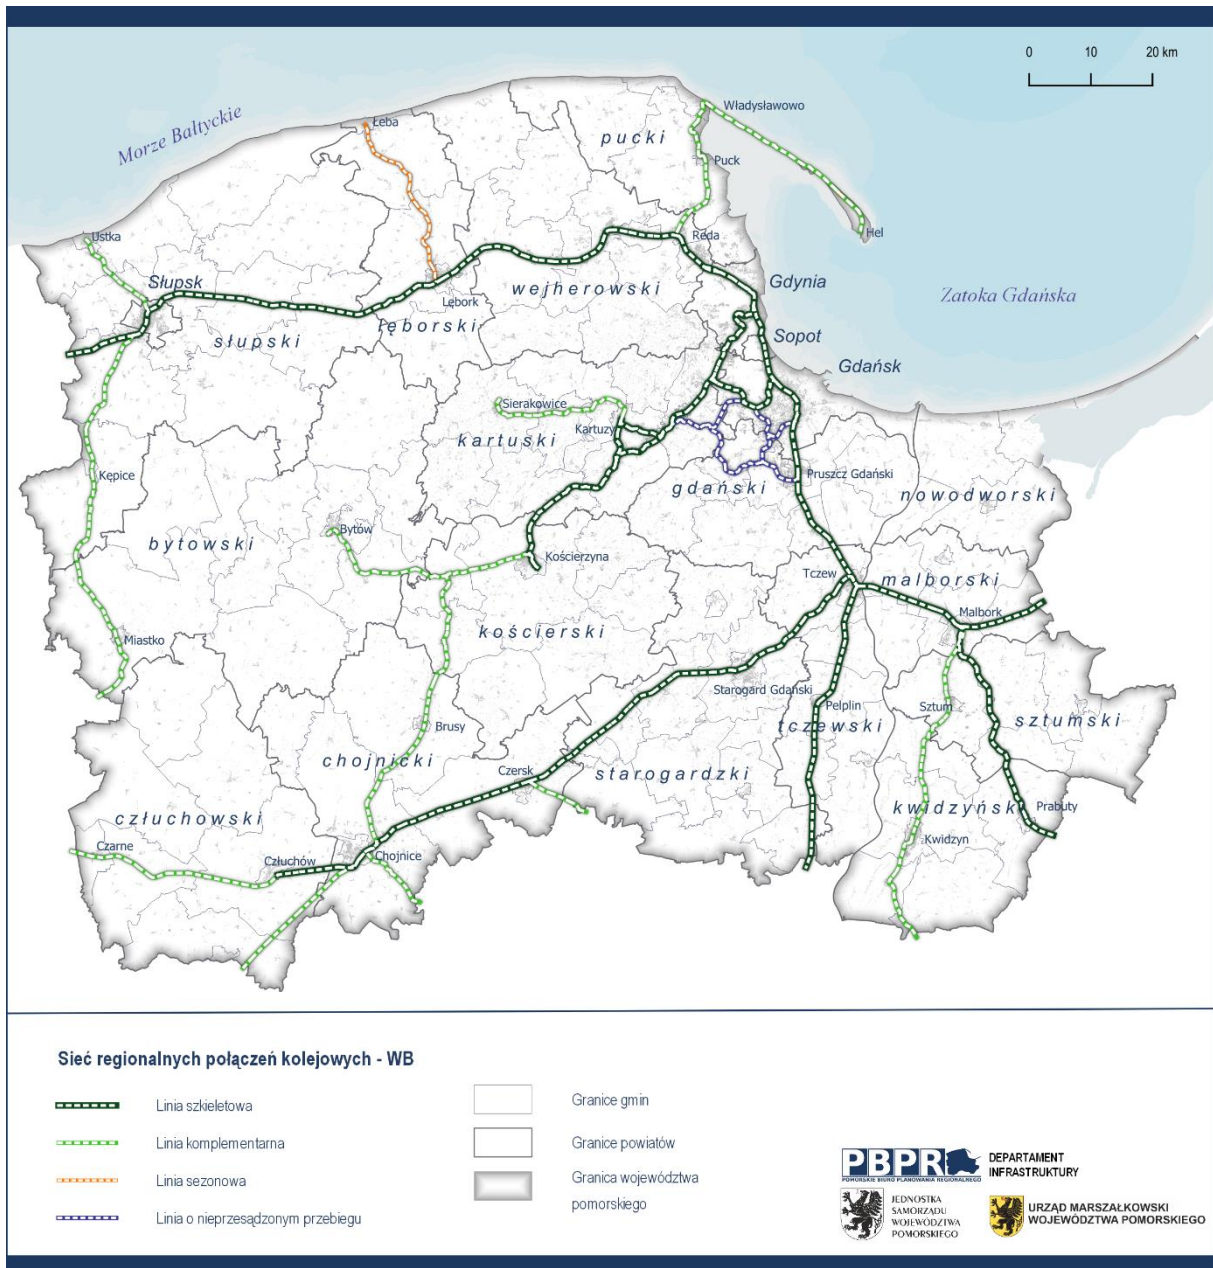 0 10 20 km
Morze Bałtyckie
Łeba
Władysławowo
pucki
Puck
Ustka
Reda
Hel
Słupsk
Lębork
wejherowski
Gdynia
Zatoka Gdańska
lęborski
słupski
Sopot
Gdańsk
Sierakowice
Kartuzy
kartuski
Kępice
Pruszcz Gdański
gdański
nowodworski
Bytów
bytowski
Kościerzyna
Tczew
malborski
Malbork
kościerski
Miastko
Starogard Gdański
Pelplin
Sztum
tczewski
sztumski
Brusy
chojnicki
Czersk
starogardzki
kwidzyński
Prabuty
człuchowski
Czarne
Człuchów
Chojnice
Kwidzyn
Sieć regionalnych połączeń kolejowych - WB
Linia szkieletowa
Linia komplementarna
Linia sezonowa
Linia o nieprzesądzonym przebiegu
Granice gmin
Granice powiatów
Granica województwa
pomorskiego
PBPR
POMORSKIE BIURO PLANOWANIA REGIONALNEGO
DEPARTAMENT
INFRASTRUKTURY
JEDNOSTKA
SAMORZĄDU
WOJEWÓDZTWA
POMORSKIEGO
URZĄD MARSZAŁKOWSKI
WOJEWÓDZTWA POMORSKIEGO